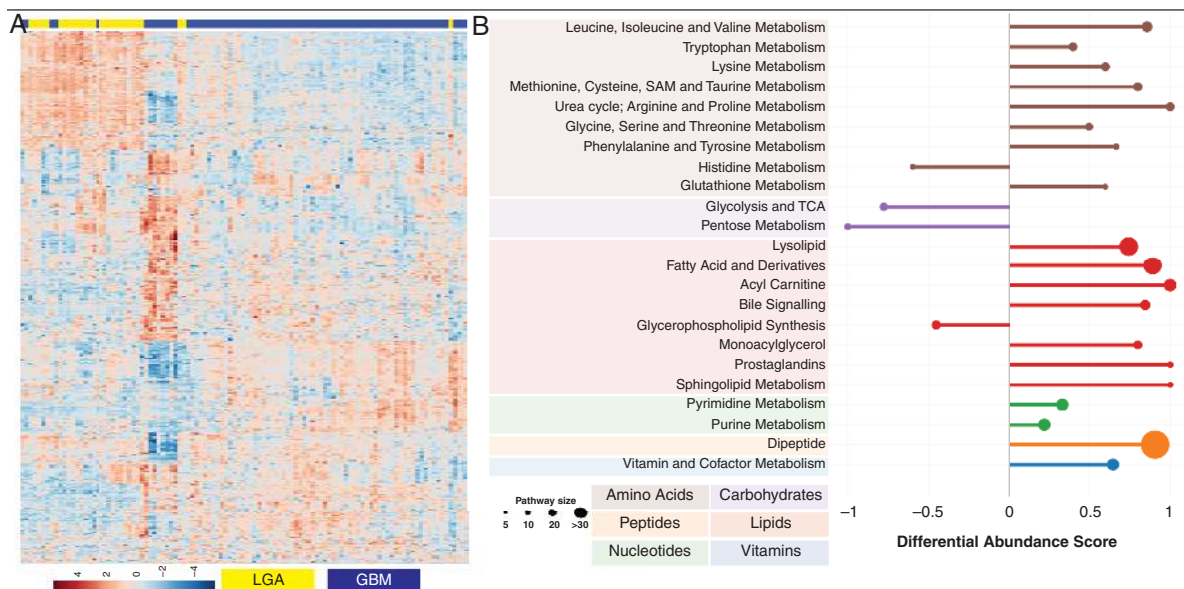 A
B
Leucine, Isoleucine and Valine Metabolism
Tryptophan Metabolism
Lysine Metabolism
Methionine, Cysteine, SAM and Taurine Metabolism
Urea cycle; Arginine and Proline Metabolism
Glycine, Serine and Threonine Metabolism
Phenylalanine and Tyrosine Metabolism
Histidine Metabolism
Glutathione Metabolism
Glycolysis and TCA
Pentose Metabolism
Lysolipid
Fatty Acid and Derivatives
Acyl Carnitine
Bile Signalling
Glycerophospholipid Synthesis
Monoacylglycerol
Prostaglandins
Sphingolipid Metabolism
Pyrimidine Metabolism
Purine Metabolism
Dipeptide
Vitamin and Cofactor Metabolism
Pathway size
5 10 20 >30
Amino Acids Carbohydrates
Peptides Lipids
Nucleotides Vitamins
−1 −0.5 0 0.5 1
Differential Abundance Score
4 2 0 −2 −4
LGA GBM